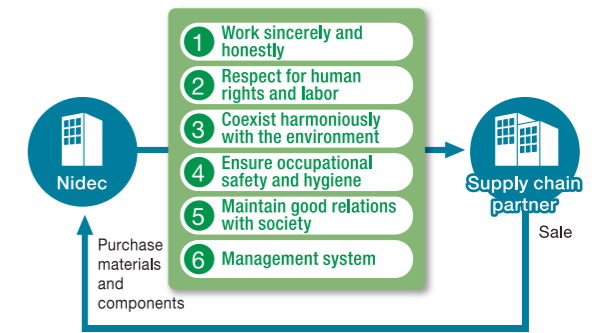 1 Work sincerely and
honestly
2 Respect for human
rights and labor
3 Coexist harmoniously
with the environment
4 Ensure occupational
safety and hygiene
5 Maintain good relations
with society
6 Management system
Nidec
Supply chain
partner
Purchase
materials
and
components
Sale